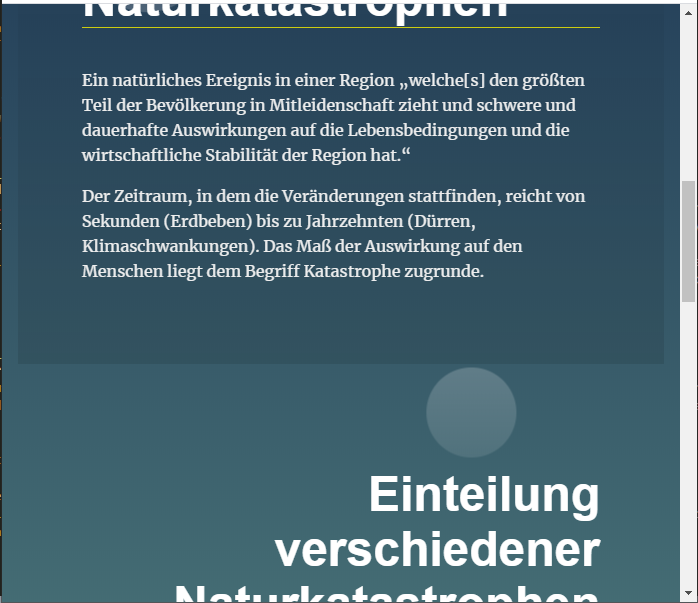 Naturkatastrophen
Ein natürliches Ereignis in einer Region „welche[s] den größten
Teil der Bevölkerung in Mitleidenschaft zieht und schwere und
dauerhafte Auswirkungen auf die Lebensbedingungen und die
wirtschaftliche Stabilität der Region hat.“
Der Zeitraum, in dem die Veränderungen stattfinden, reicht von
Sekunden (Erdbeben) bis zu Jahrzehnten (Dürren,
Klimaschwankungen). Das Maß der Auswirkung auf den
Menschen liegt dem Begriff Katastrophe zugrunde.
Einteilung
verschiedener
Naturkatastrophen